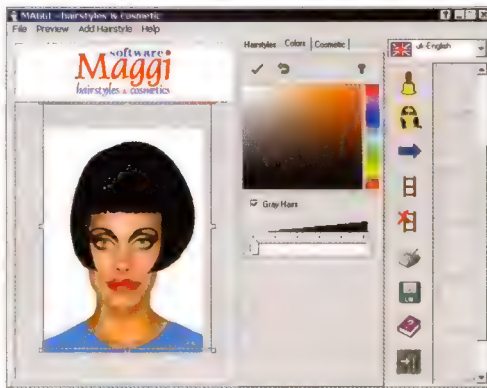 MAGGI - hairstyles & cosmetic
File Preview Add Hairstyle Help
software
Maggi
hairstyles & cosmetics
Hairstyles Colors Cosmetic
uk-English
Gray Hairs